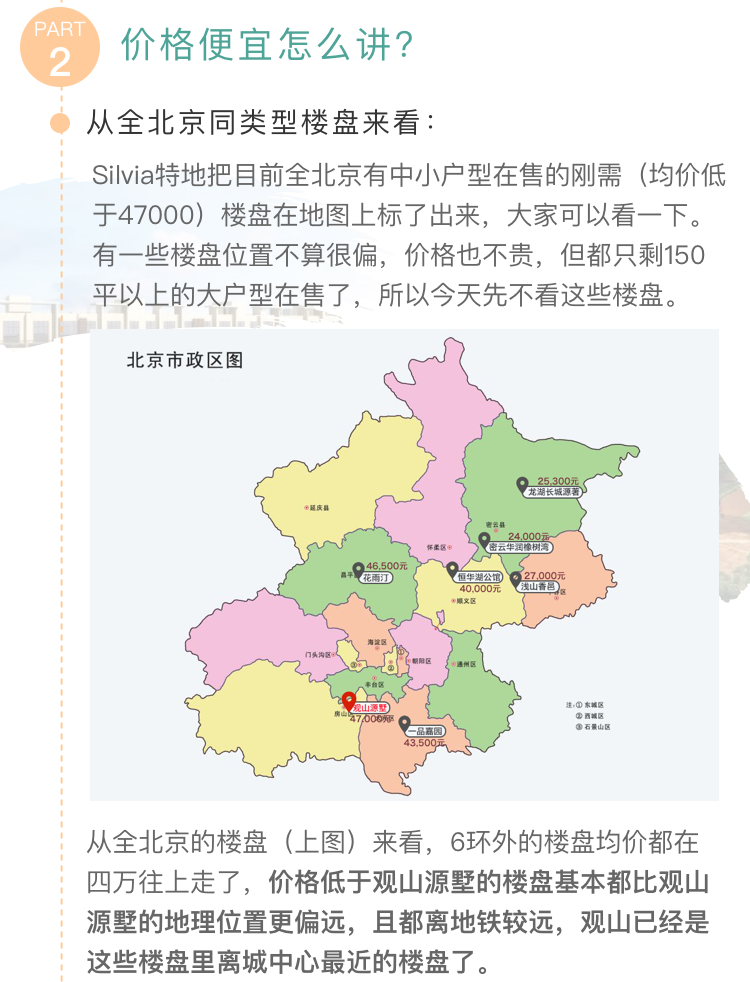 PART
2
价格便宜怎么讲？
从全北京同类型楼盘来看：
Silvia特地把目前全北京有中小户型在售的刚需（均价低
于47000）楼盘在地图上标了出来，大家可以看一下。
有一些楼盘位置不算很偏，价格也不贵，但都只剩150
平以上的大户型在售了，所以今天先不看这些楼盘。
北京市政区图
25,300元
龙湖长城源著
延庆县
密云县
24,000元
怀柔区
密云华润橡树湾
46,500元
昌平
花雨汀
恒华湖公馆
27,000元
浅山香邑
40,000元
顺义区
海淀区
门头沟区
①
朝阳区
通州区
③
②
丰台区
观山源墅
房山区
47,000元
一品嘉园
43,500元
注：① 东城区
② 西城区
③ 石景山区
从全北京的楼盘（上图）来看，6环外的楼盘均价都在
四万往上走了，价格低于观山源墅的楼盘基本都比观山
源墅的地理位置更偏远，且都离地铁较远，观山已经是
这些楼盘里离城中心最近的楼盘了。